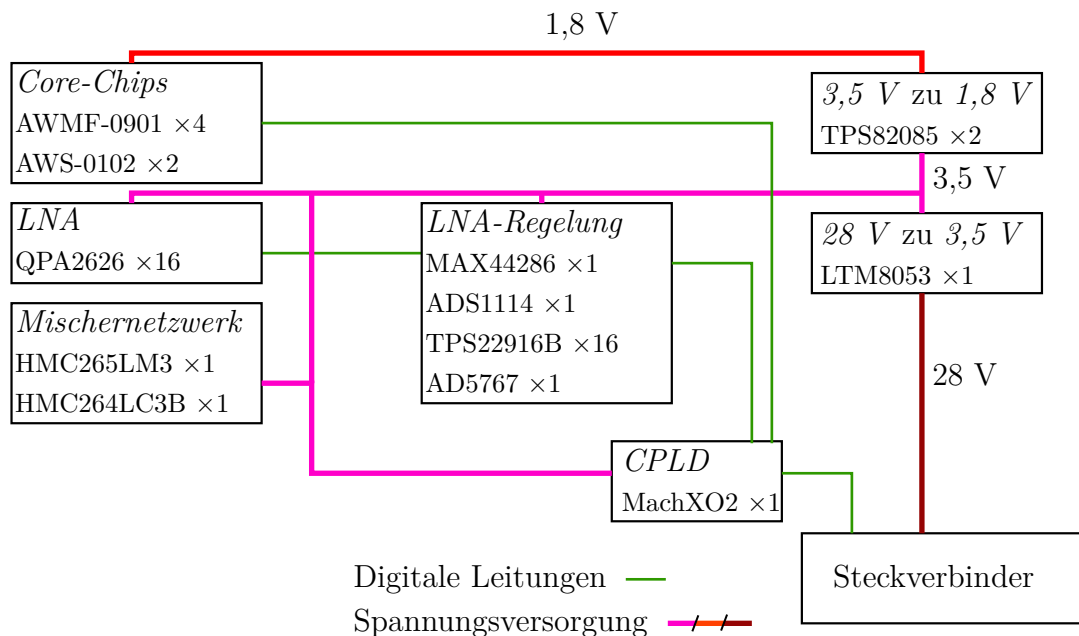 1,8 V
Core-Chips
AWMF-0901 ×4
AWS-0102 ×2
3,5 V zu 1,8 V
TPS82085 ×2
3,5 V
LNA
QPA2626 ×16
LNA-Regelung
MAX44286 ×1
ADS1114 ×1
TPS22916B ×16
AD5767 ×1
28 V zu 3,5 V
LTM8053 ×1
Mischernetzwerk
HMC265LM3 ×1
HMC264LC3B ×1
28 V
CPLD
MachXO2 ×1
Steckverbinder
Digitale Leitungen
Spannungsversorgung